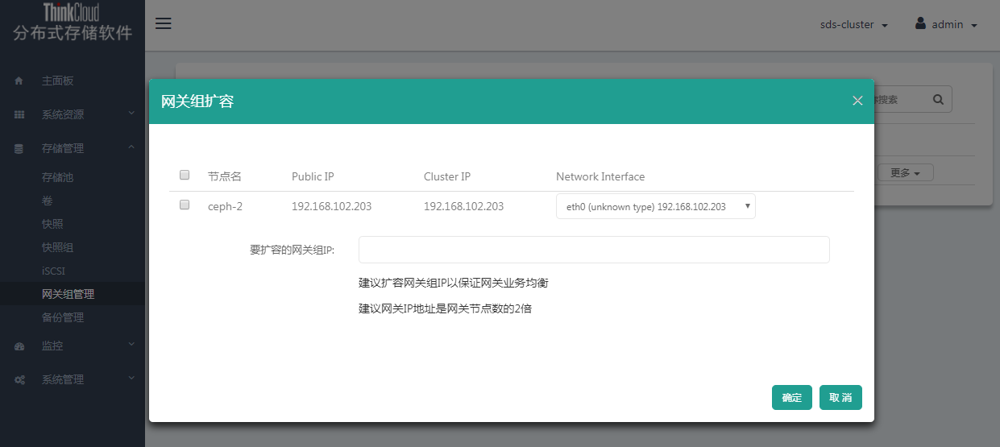 ThinkCloud
分布式存储软件
sds-cluster
admin
主面板
系统资源
存储管理
存储池
卷
快照
快照组
iSCSI
网关组管理
备份管理
监控
系统管理
搜索
更多
网关组扩容
节点名 Public IP Cluster IP Network Interface
ceph-2 192.168.102.203 192.168.102.203 eth0 (unknown type) 192.168.102.203
要扩容的网关组IP:
建议扩容网关组IP以保证网关业务均衡
建议网关IP地址是网关节点数的2倍
确定 取消